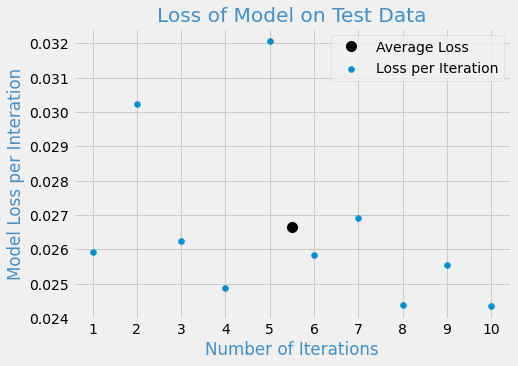 Loss of Model on Test Data
Average Loss
Loss per Iteration
Model Loss per Interation
0.032
0.031
0.030
0.029
0.028
0.027
0.026
0.025
0.024
1 2 3 4 5 6 7 8 9 10
Number of Iterations